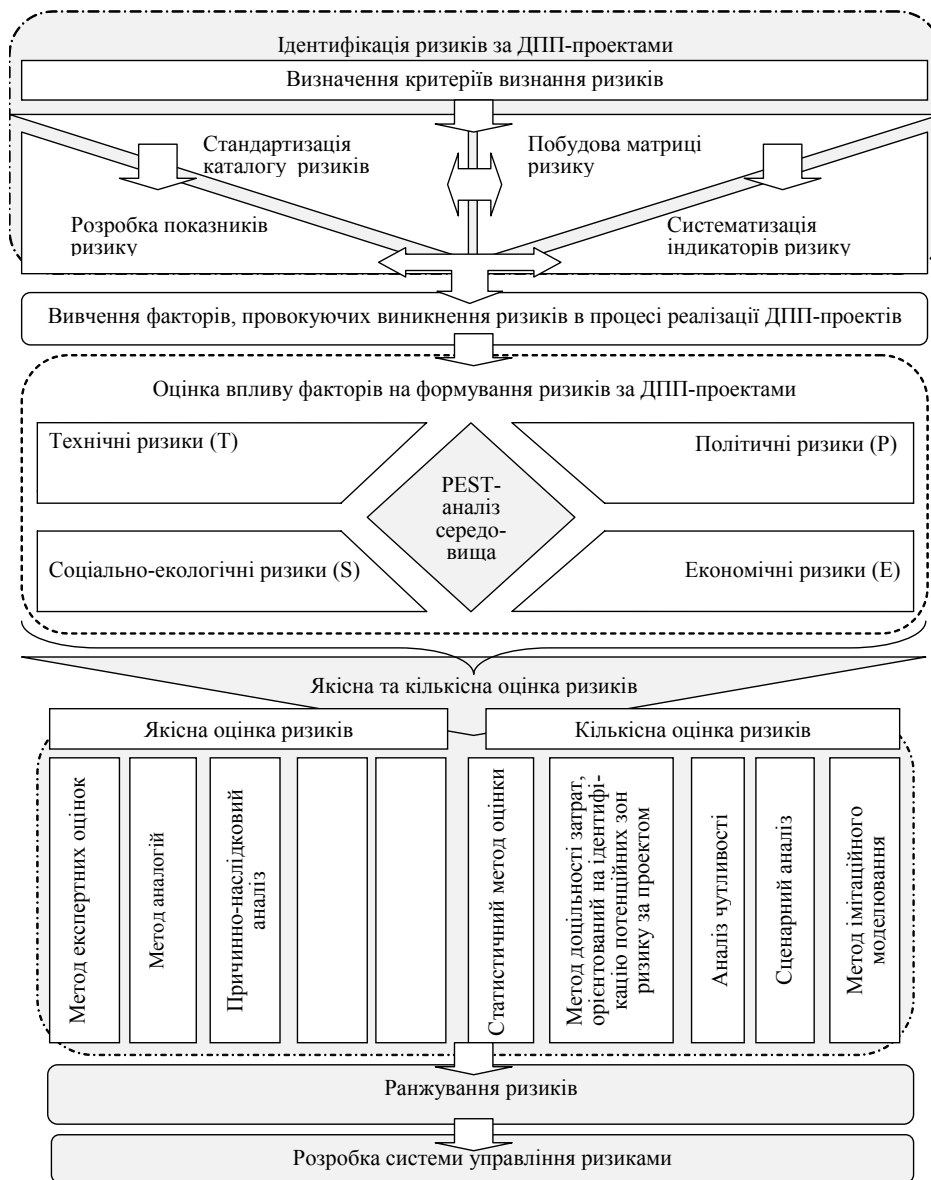 Ідентифікація ризиків за ДПП-проектами
Визначення критеріїв визнання ризиків
Стандартизація
каталогу ризиків
Побудова матриці
ризику
Розробка показників
ризику
Систематизація
індикаторів ризику
Вивчення факторів, провокуючих виникнення ризиків в процесі реалізації ДПП-проектів
Оцінка впливу факторів на формування ризиків за ДПП-проектами
Технічні ризики (Т)
Політичні ризики (Р)
PEST-
аналіз
середо-
вища
Соціально-екологічні ризики (S)
Економічні ризики (Е)
Якісна та кількісна оцінка ризиків
Якісна оцінка ризиків
Кількісна оцінка ризиків
Метод експертних оцінок
Метод аналогій
Причинно-наслідковий
аналіз
Статистичний метод оцінки
Метод доцільності затрат,
орієнтований на ідентифі-
кацію потенційних зон
ризику за проектом
Аналіз чутливості
Сценарний аналіз
Метод імітаційного
моделювання
Ранжування ризиків
Розробка системи управління ризиками